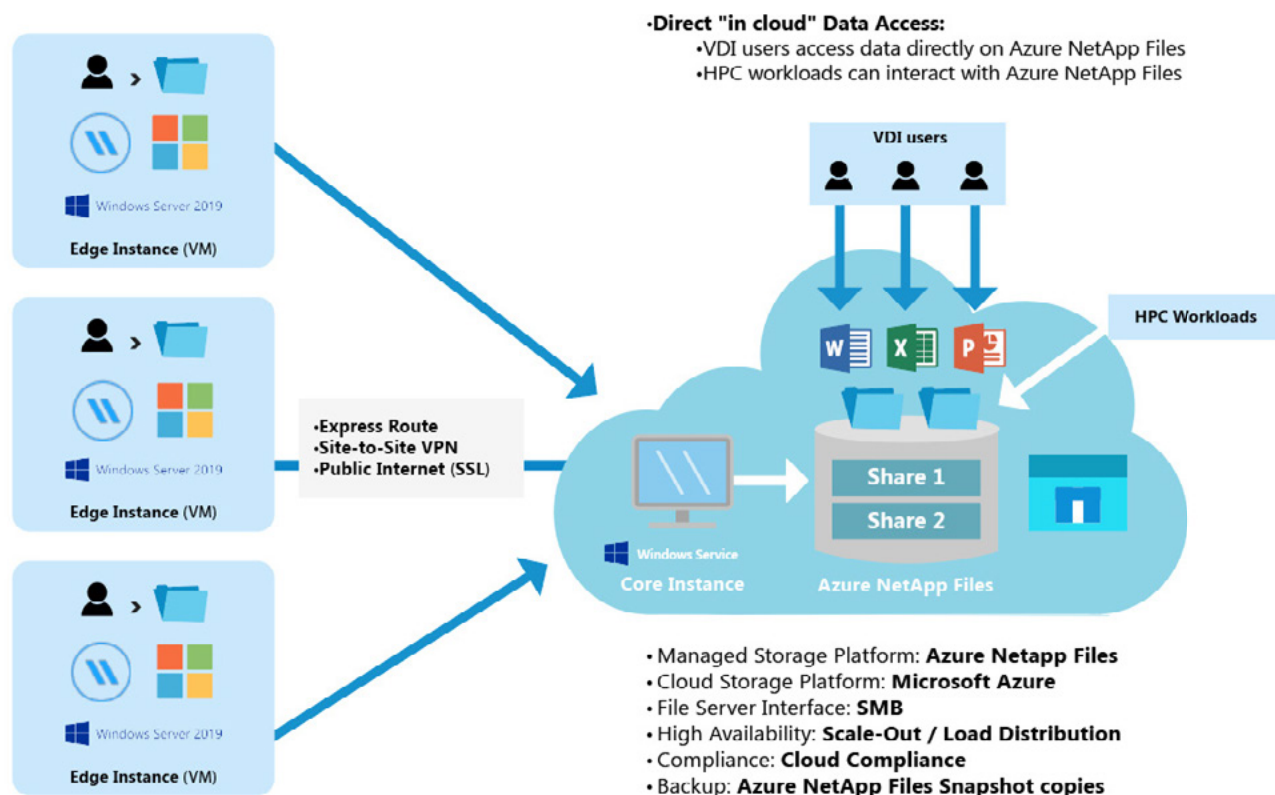 •Direct "in cloud" Data Access:
•VDI users access data directly on Azure NetApp Files
•HPC workloads can interact with Azure NetApp Files
Windows Server 2019
Edge Instance (VM)
Windows Server 2019
Edge Instance (VM)
Windows Server 2019
Edge Instance (VM)
•Express Route
•Site-to-Site VPN
•Public Internet (SSL)
VDI users
W
X
P
HPC Workloads
Share 1
Share 2
Windows Service
Core Instance
Azure NetApp Files
• Managed Storage Platform: Azure Netapp Files
• Cloud Storage Platform: Microsoft Azure
• File Server Interface: SMB
• High Availability: Scale-Out / Load Distribution
• Compliance: Cloud Compliance
• Backup: Azure NetApp Files Snapshot copies